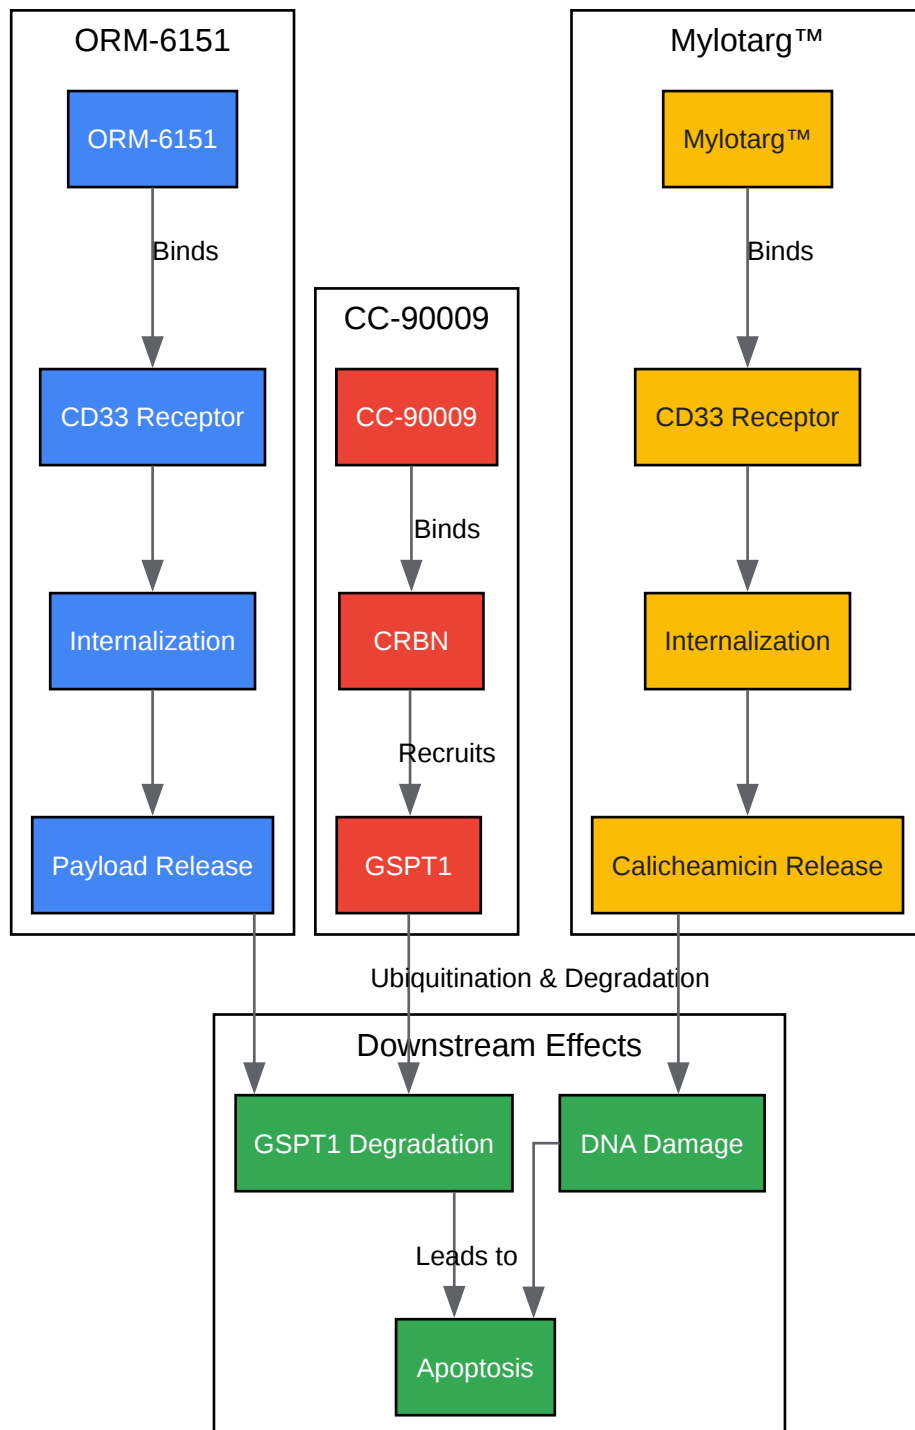 ORM-6151
Mylotarg™
ORM-6151
Mylotarg™
Binds
Binds
CC-90009
CD33 Receptor
CC-90009
CD33 Receptor
Binds
Internalization
CRBN
Internalization
Recruits
Payload Release
GSPT1
Calicheamicin Release
Ubiquitination & Degradation
Downstream Effects
GSPT1 Degradation
DNA Damage
Leads to
Apoptosis